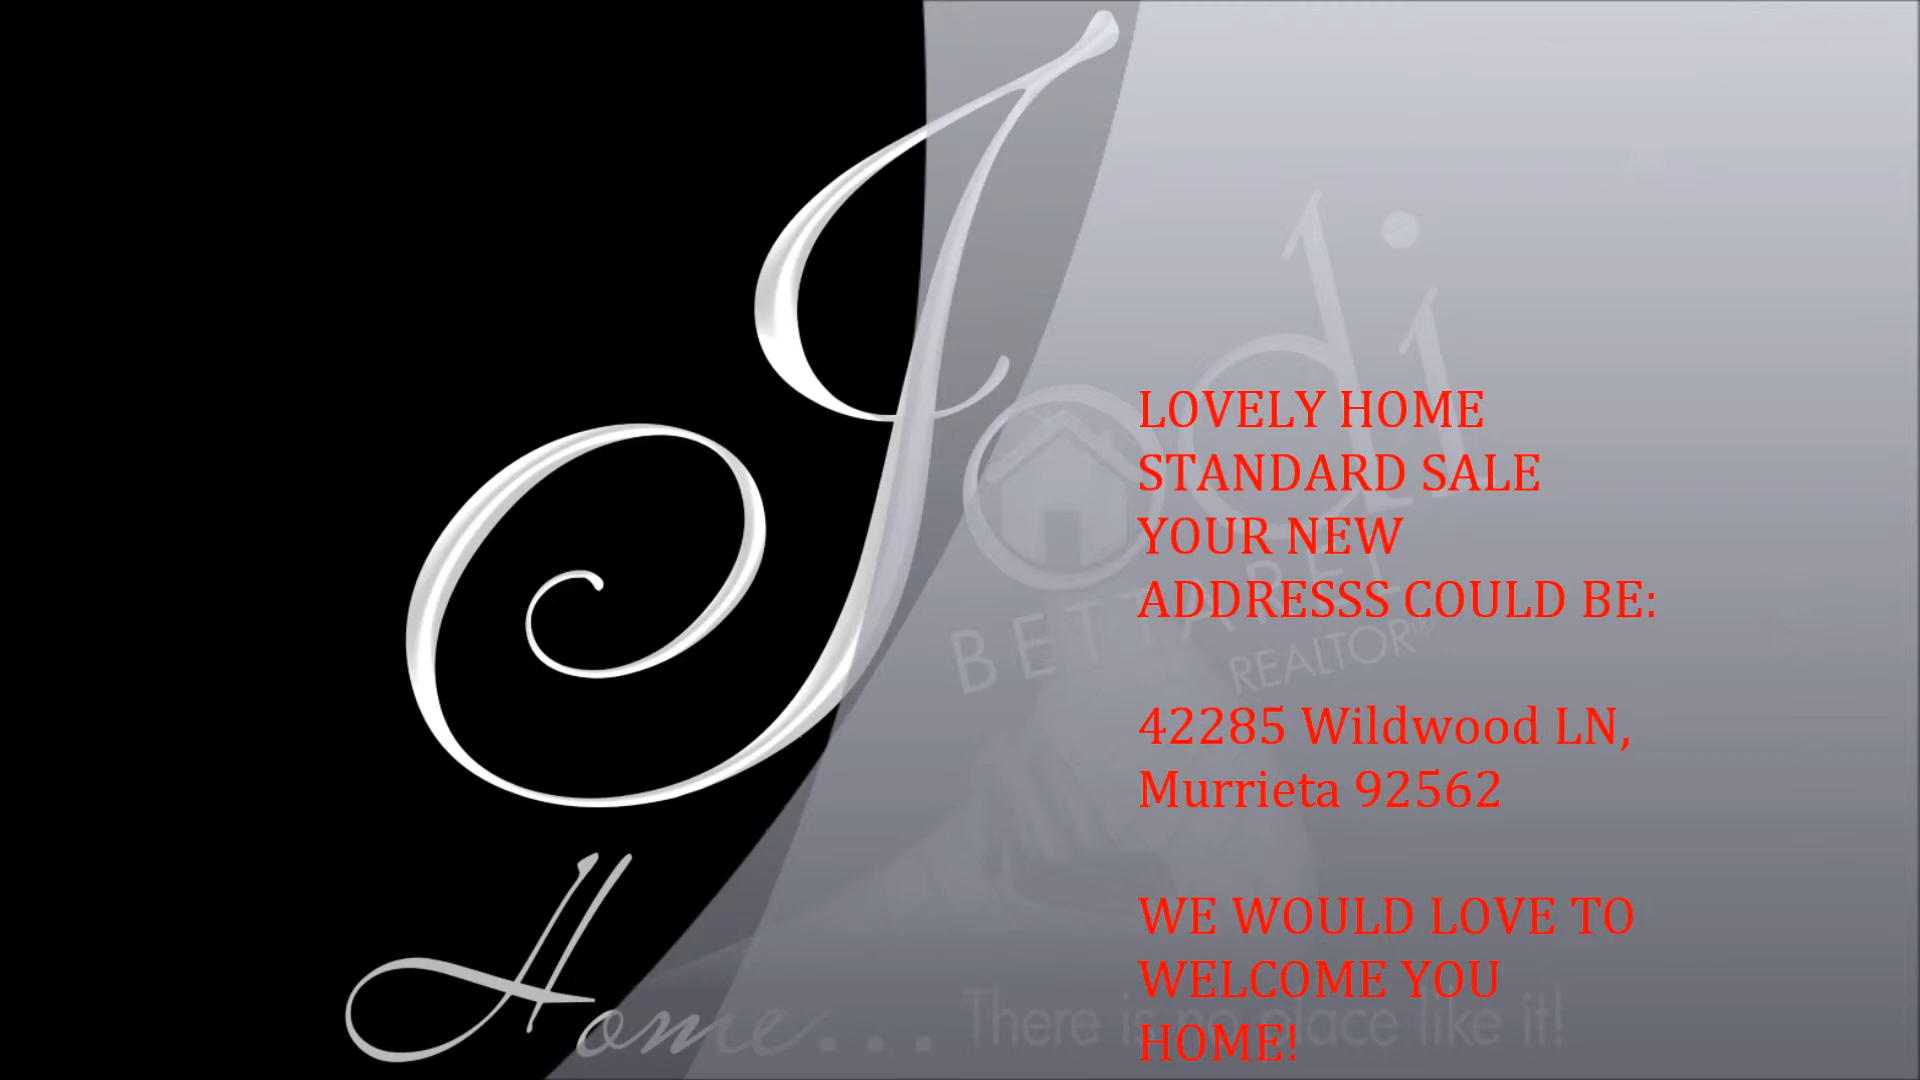 Jodi
BETTAREL
REALTOR®
LOVELY HOME
STANDARD SALE
YOUR NEW
ADDRESSS COULD BE:
42285 Wildwood LN,
Murrieta 92562
WE WOULD LOVE TO
WELCOME YOU
HOME!
Home... There is no place like it!